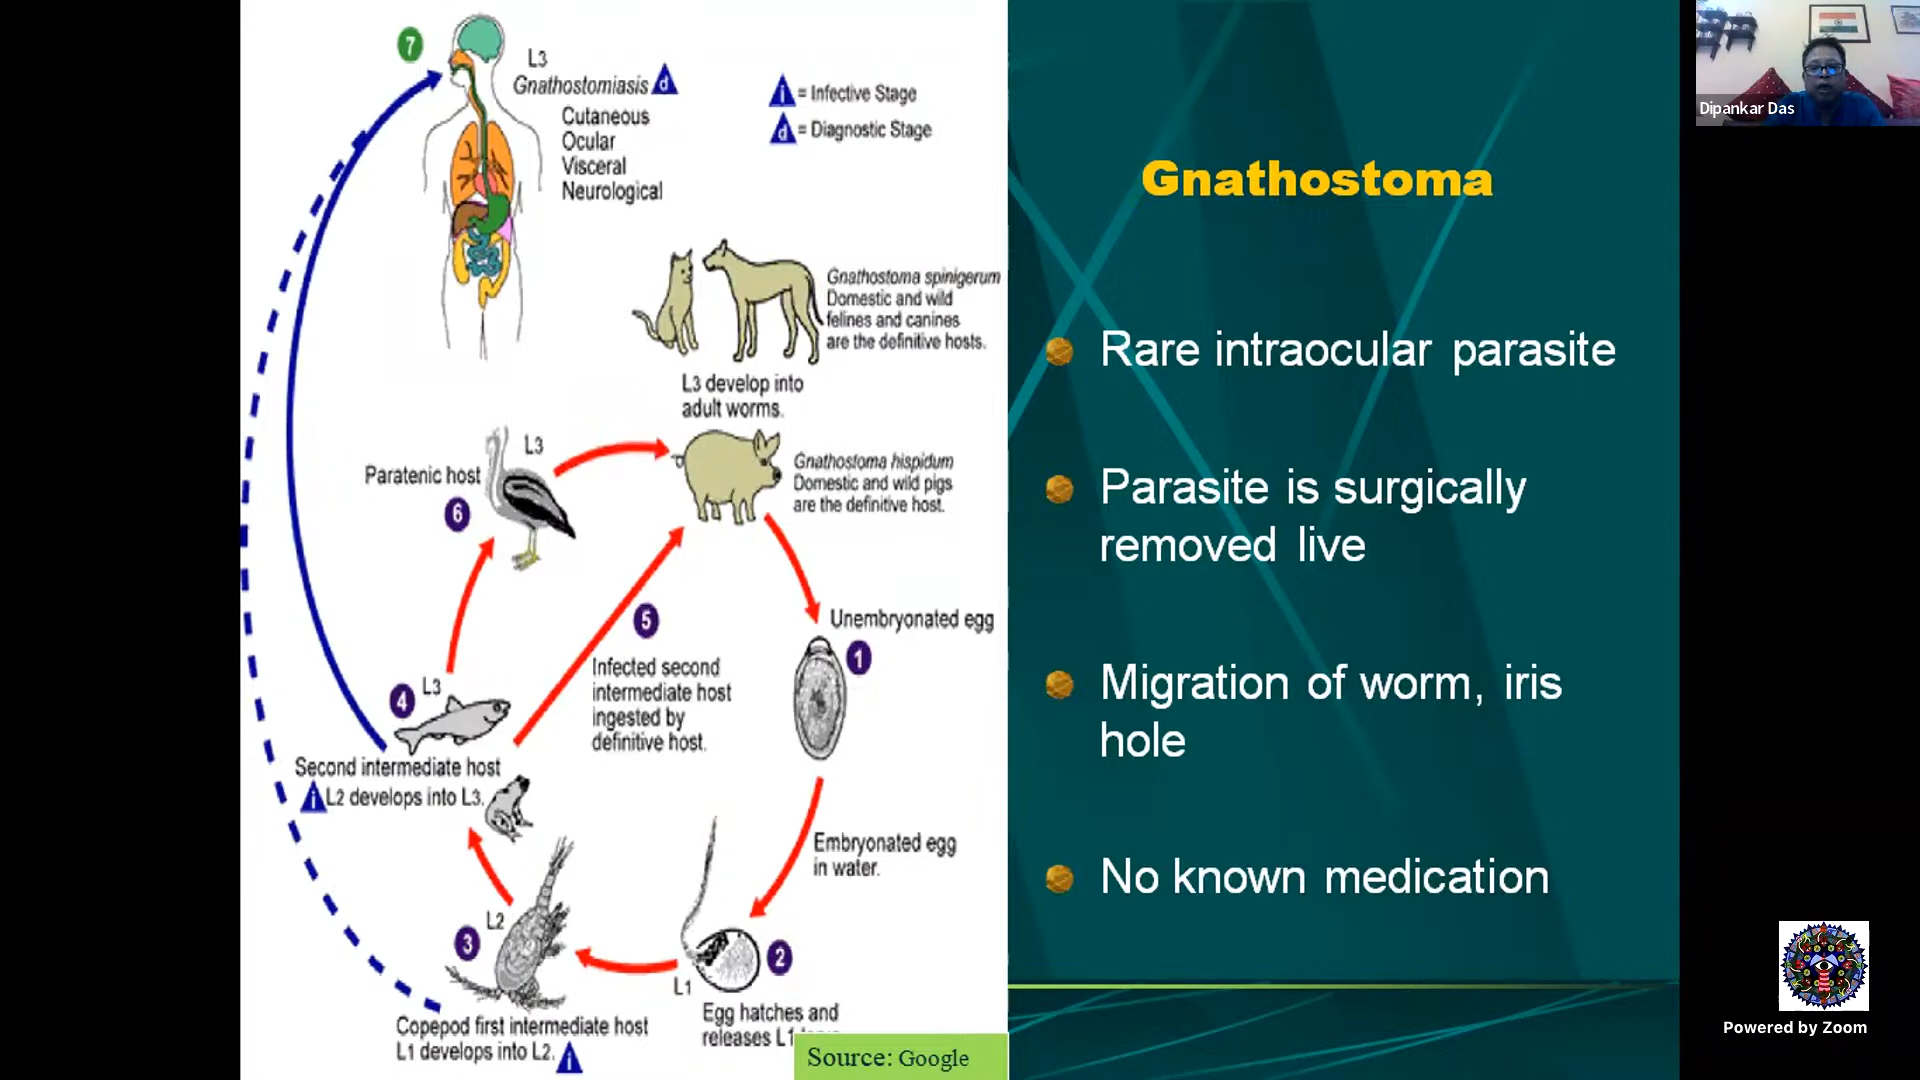 7
L3
Gnathostomiasis d
Cutaneous
Ocular
Visceral
Neurological
i = Infective Stage
d = Diagnostic Stage
Gnathostoma spinigerum
Domestic and wild
felines and canines
are the definitive hosts.
L3 develop into
adult worms.
L3
Paratenic host
6
Gnathostoma hispidum
Domestic and wild pigs
are the definitive host.
5
Infected second
intermediate host
ingested by
definitive host.
Unembryonated egg
1
4
L3
Second intermediate host
i L2 develops into L3.
Embryonated egg
in water.
L2
3
2
L1
Copepod first intermediate host
L1 develops into L2. i
Egg hatches and
releases L1
Source: Google
Gnathostoma
Rare intraocular parasite
Parasite is surgically
removed live
Migration of worm, iris
hole
No known medication
Dipankar Das
Powered by Zoom